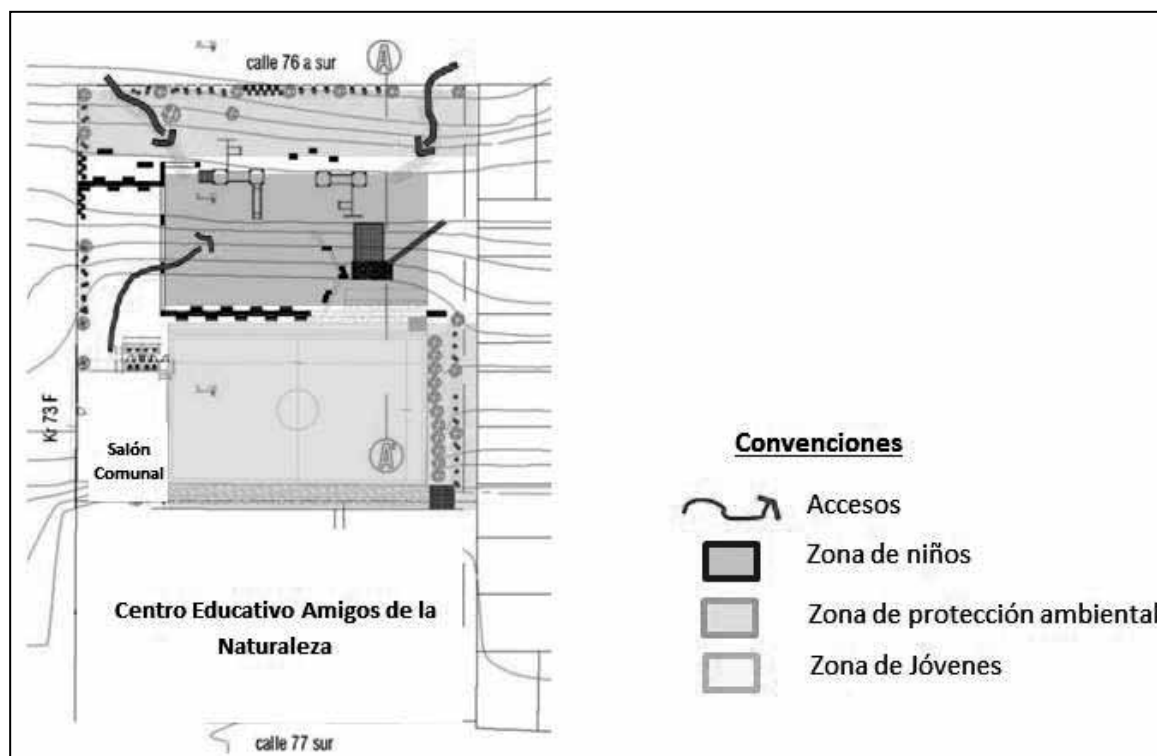 calle 76 a sur
A
Kr 73 F
Salón
Comunal
A'
Centro Educativo Amigos de la
Naturaleza
calle 77 sur
Convenciones
Accesos
Zona de niños
Zona de protección ambiental
Zona de Jóvenes